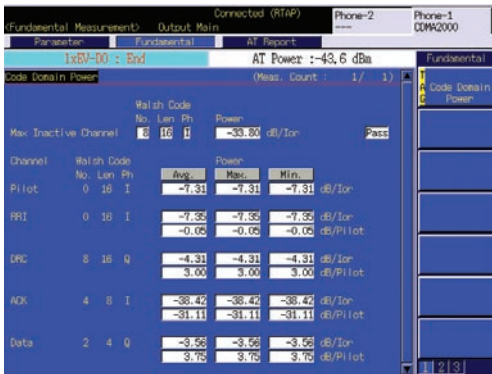 Connected (RTAP)
<Fundamental Measurement> Output Main
Phone-2
----
Phone-1
CDMA2000
Parameter Fundamental AT Report
1xEV-DO : End AT Power :-43.6 dBm
Fundamental
Code Domain Power (Meas. Count : 1/ 1)
TAG
Code Domain Power
Walsh Code
No. Len Ph Power
Max Inactive Channel 8 16 I -33.80 dB/Ior Pass
Channel Walsh Code Power
No. Len Ph Avg. Max. Min.
Pilot 0 16 I -7.31 -7.31 -7.31 dB/Ior
RRI 0 16 I -7.35 -7.35 -7.35 dB/Ior
-0.05 -0.05 -0.05 dB/Pilot
DRC 8 16 Q -4.31 -4.31 -4.31 dB/Ior
3.00 3.00 3.00 dB/Pilot
ACK 4 8 I -38.42 -38.42 -38.42 dB/Ior
-31.11 -31.11 -31.11 dB/Pilot
Data 2 4 Q -3.56 -3.56 -3.56 dB/Ior
3.75 3.75 3.75 dB/Pilot
1 2 3